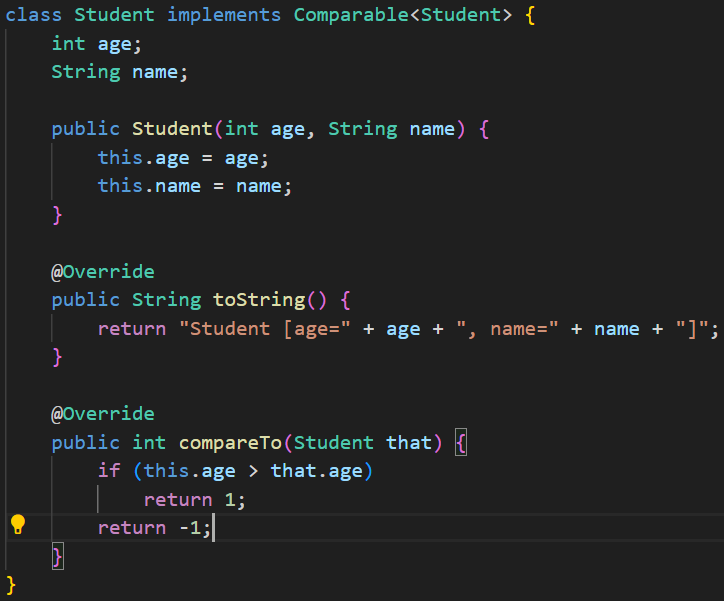 class Student implements Comparable<Student> {
    int age;
    String name;

    public Student(int age, String name) {
        this.age = age;
        this.name = name;
    }

    @Override
    public String toString() {
        return "Student [age=" + age + ", name=" + name + "]";
    }

    @Override
    public int compareTo(Student that) {
        if (this.age > that.age)
            return 1;
        return -1;
    }
}